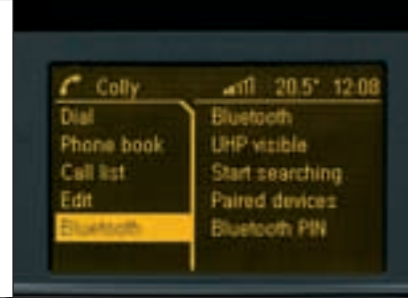 Colly 20.5° 12:08
Dial
Phone book
Call list
Edit
Bluetooth
Bluetooth
UHP visible
Start searching
Paired devices
Bluetooth PIN